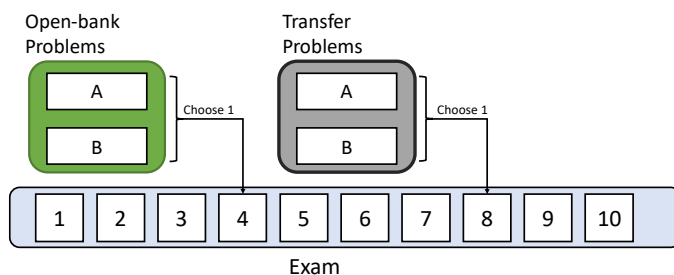 Open-bank
Problems
A
B
Choose 1
Transfer
Problems
A
B
Choose 1
1 2 3 4 5 6 7 8 9 10
Exam